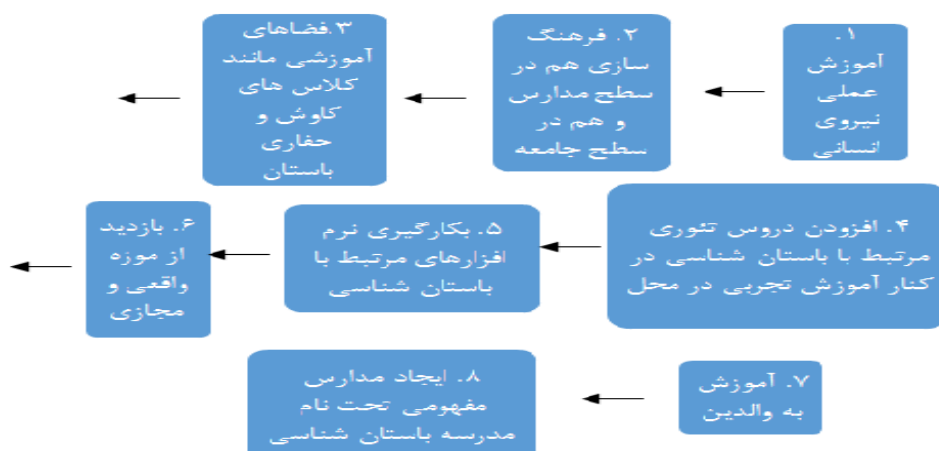 ۱.
آموزش
عملی
نیروی
انسانی
۲. فرهنگ
سازی هم در
سطح مدارس
و هم در
سطح جامعه
۳.فضاهای
آموزشی مانند
کلاس های
کاوش و
حفاری
باستان
۴. افزودن دروس تئوری
مرتبط با باستان شناسی در
کنار آموزش تجربی در محل
۵. بکارگیری نرم
افزارهای مرتبط با
باستان شناسی
۶. بازدید
از موزه
واقعی و
مجازی
۷. آموزش
به والدین
۸. ایجاد مدارس
مفهومی تحت نام
مدرسه باستان شناسی